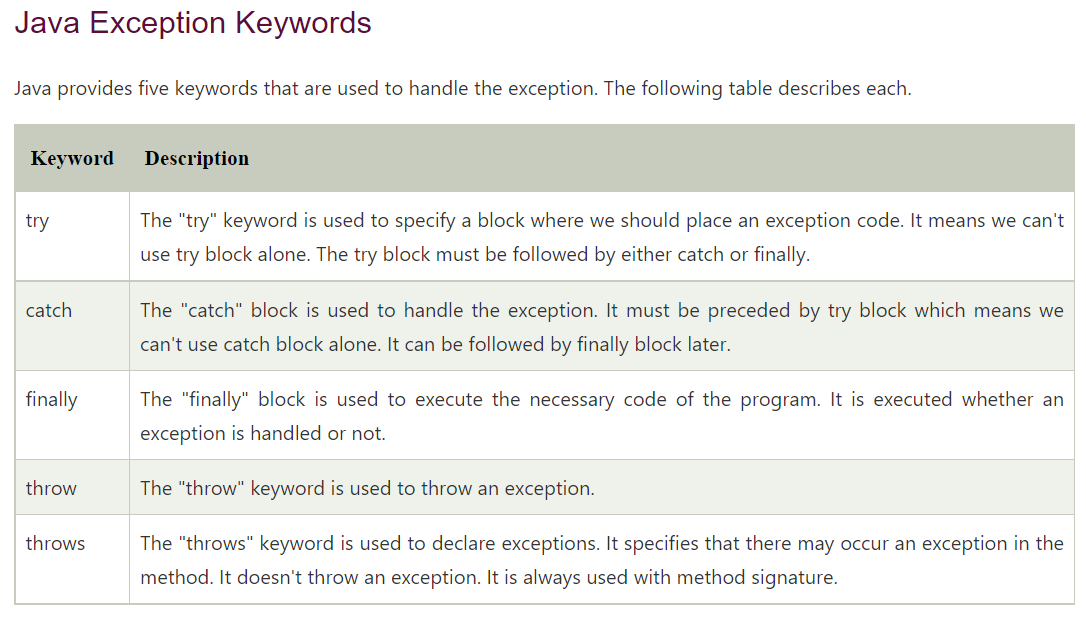 Java Exception Keywords
Java provides five keywords that are used to handle the exception. The following table describes each.
Keyword Description
try The "try" keyword is used to specify a block where we should place an exception code. It means we can't
use try block alone. The try block must be followed by either catch or finally.
catch The "catch" block is used to handle the exception. It must be preceded by try block which means we
can't use catch block alone. It can be followed by finally block later.
finally The "finally" block is used to execute the necessary code of the program. It is executed whether an
exception is handled or not.
throw The "throw" keyword is used to throw an exception.
throws The "throws" keyword is used to declare exceptions. It specifies that there may occur an exception in the
method. It doesn't throw an exception. It is always used with method signature.